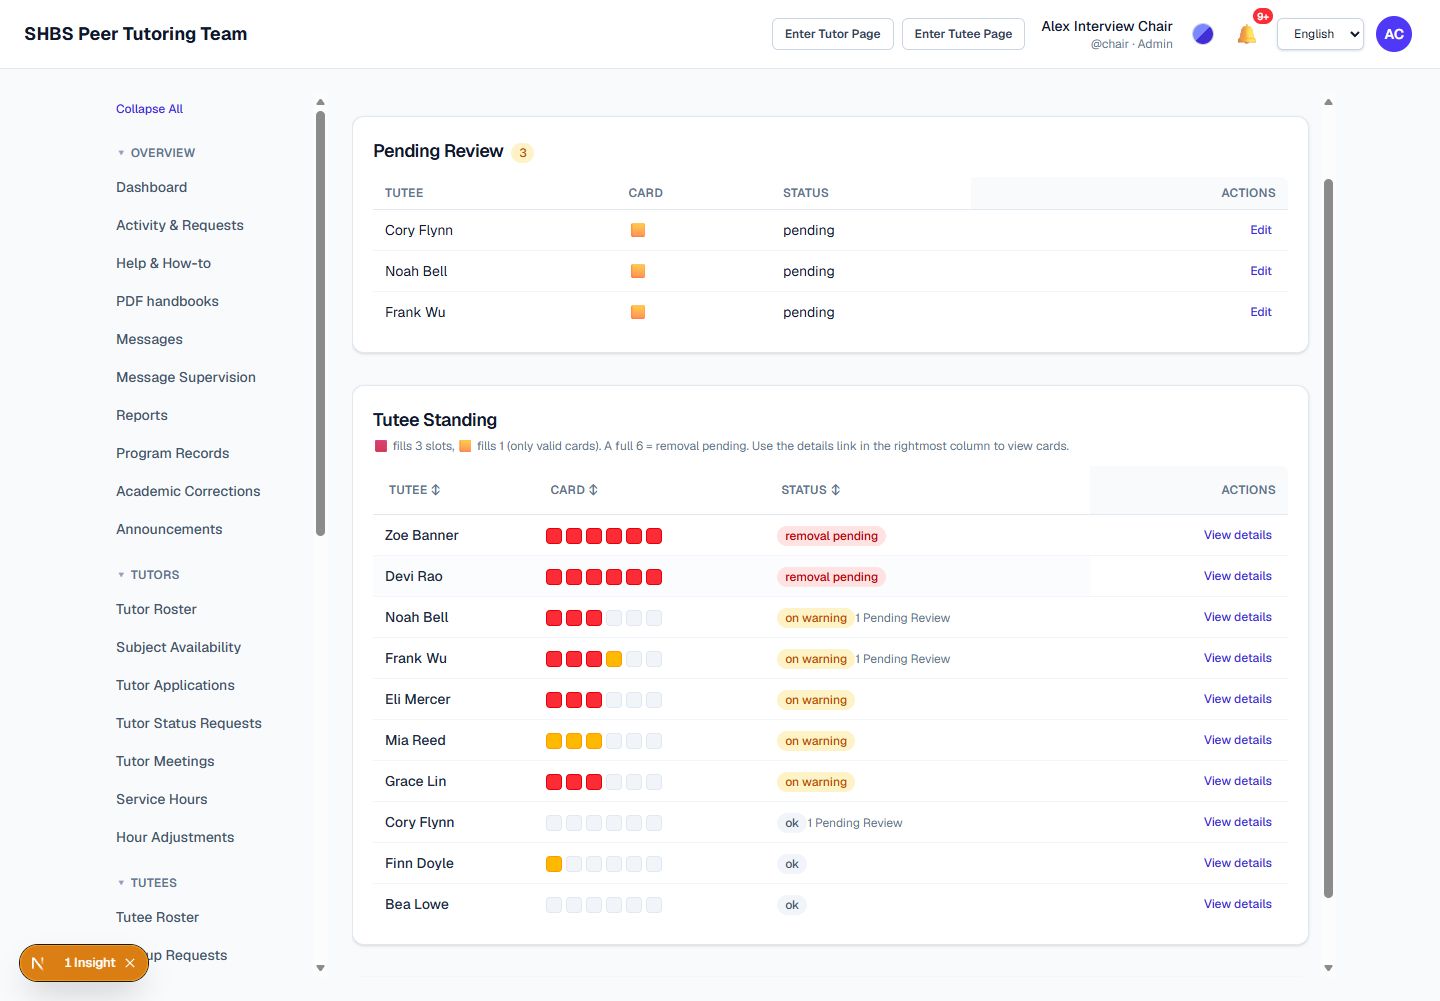 SHBS Peer Tutoring Team
Enter Tutor Page
Enter Tutee Page
Alex Interview Chair
@chair · Admin
9+
English
AC
Collapse All
OVERVIEW
Dashboard
Activity & Requests
Help & How-to
PDF handbooks
Messages
Message Supervision
Reports
Program Records
Academic Corrections
Announcements
TUTORS
Tutor Roster
Subject Availability
Tutor Applications
Tutor Status Requests
Tutor Meetings
Service Hours
Hour Adjustments
TUTEES
Tutee Roster
up Requests
N 1 Insight
Pending Review 3
TUTEE CARD STATUS ACTIONS
Cory Flynn pending Edit
Noah Bell pending Edit
Frank Wu pending Edit
Tutee Standing
fills 3 slots, fills 1 (only valid cards). A full 6 = removal pending. Use the details link in the rightmost column to view cards.
TUTEE CARD STATUS ACTIONS
Zoe Banner removal pending View details
Devi Rao removal pending View details
Noah Bell on warning 1 Pending Review View details
Frank Wu on warning 1 Pending Review View details
Eli Mercer on warning View details
Mia Reed on warning View details
Grace Lin on warning View details
Cory Flynn ok 1 Pending Review View details
Finn Doyle ok View details
Bea Lowe ok View details